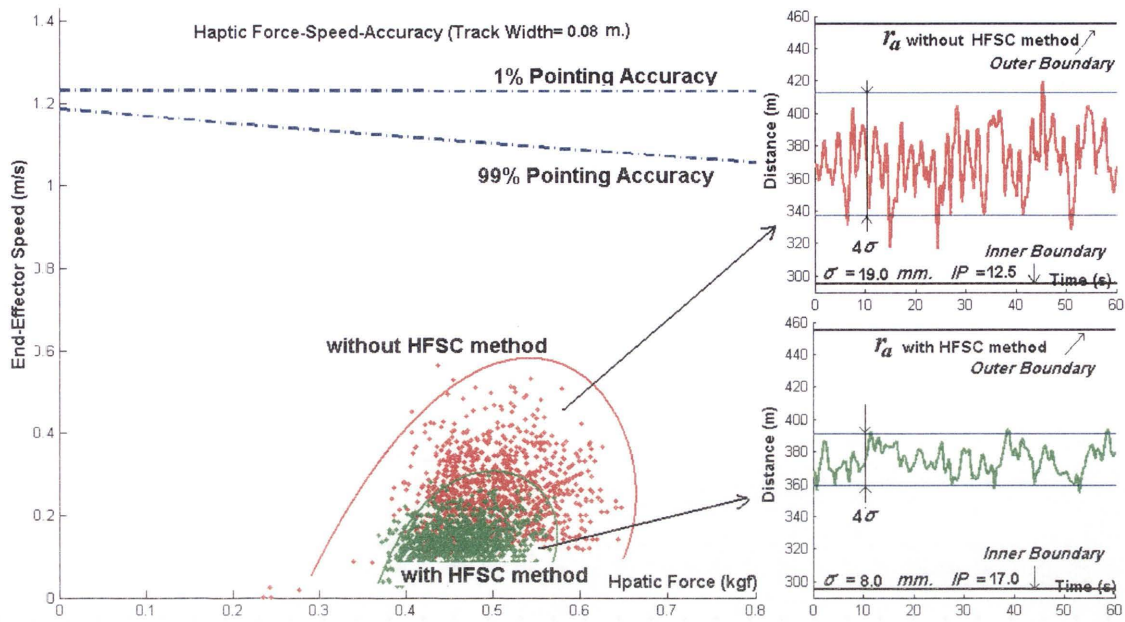 Haptic Force-Speed-Accuracy (Track Width= 0.08 m.)
1% Pointing Accuracy
99% Pointing Accuracy
without HFSC method
with HFSC method
End-Effector Speed (m/s)
1.4
1.2
1
0.8
0.6
0.4
0.2
0
0 0.1 0.2 0.3 0.4 0.5 0.6 0.7 0.8
Hpatic Force (kgf)
r_a without HFSC method
Outer Boundary
Distance (m)
460
440
420
400
380
360
340
320
300
4σ
Inner Boundary
σ = 19.0 mm. IP = 12.5
Time (s)
0 10 20 30 40 50 60
r_a with HFSC method
Outer Boundary
Distance (m)
460
440
420
400
380
360
340
320
300
4σ
Inner Boundary
σ = 8.0 mm. IP = 17.0
Time (s)
0 10 20 30 40 50 60